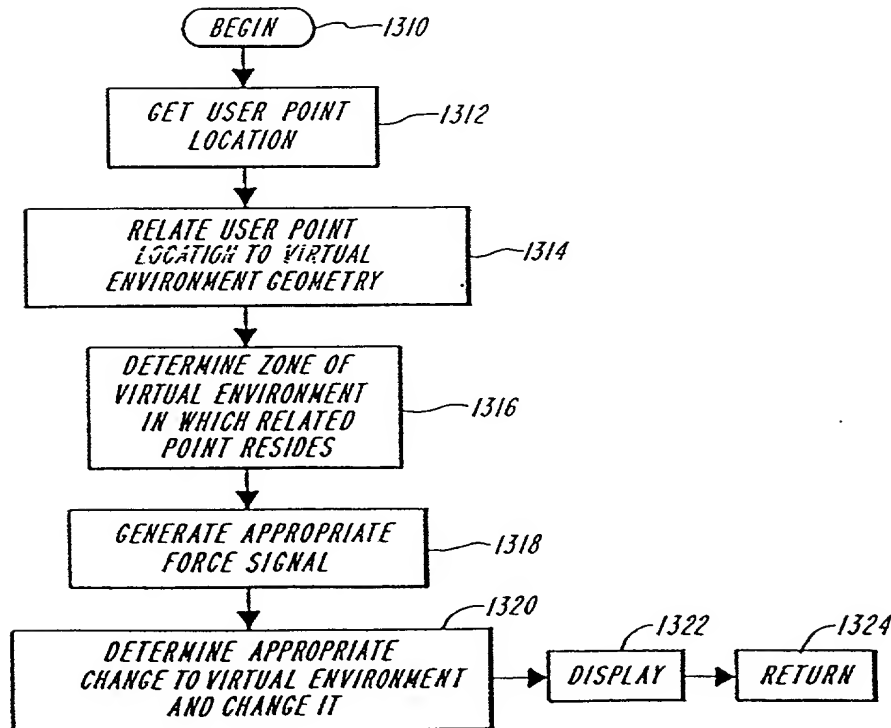 BEGIN
1310
GET USER POINT
LOCATION
1312
RELATE USER POINT
LOCATION TO VIRTUAL
ENVIRONMENT GEOMETRY
1314
DETERMINE ZONE OF
VIRTUAL ENVIRONMENT
IN WHICH RELATED
POINT RESIDES
1316
GENERATE APPROPRIATE
FORCE SIGNAL
1318
DETERMINE APPROPRIATE
CHANGE TO VIRTUAL ENVIRONMENT
AND CHANGE IT
1320
DISPLAY
1322
RETURN
1324